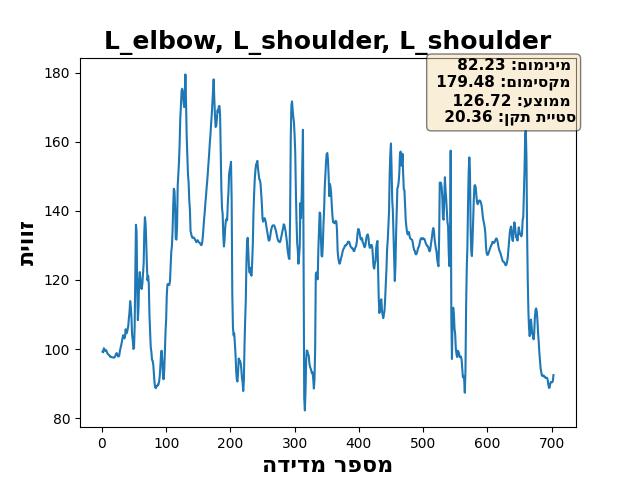 L_elbow, L_shoulder, L_shoulder
מינימום: 82.23
מקסימום: 179.48
ממוצע: 126.72
סטיית תקן: 20.36
זווית
180
160
140
120
100
80
0 100 200 300 400 500 600 700
מספר מדידה